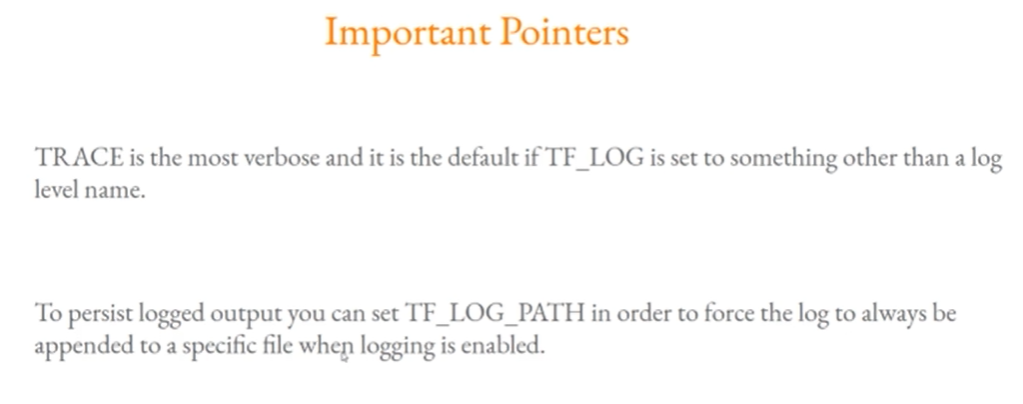 Important Pointers
TRACE is the most verbose and it is the default if TF_LOG is set to something other than a log
level name.
To persist logged output you can set TF_LOG_PATH in order to force the log to always be
appended to a specific file when logging is enabled.